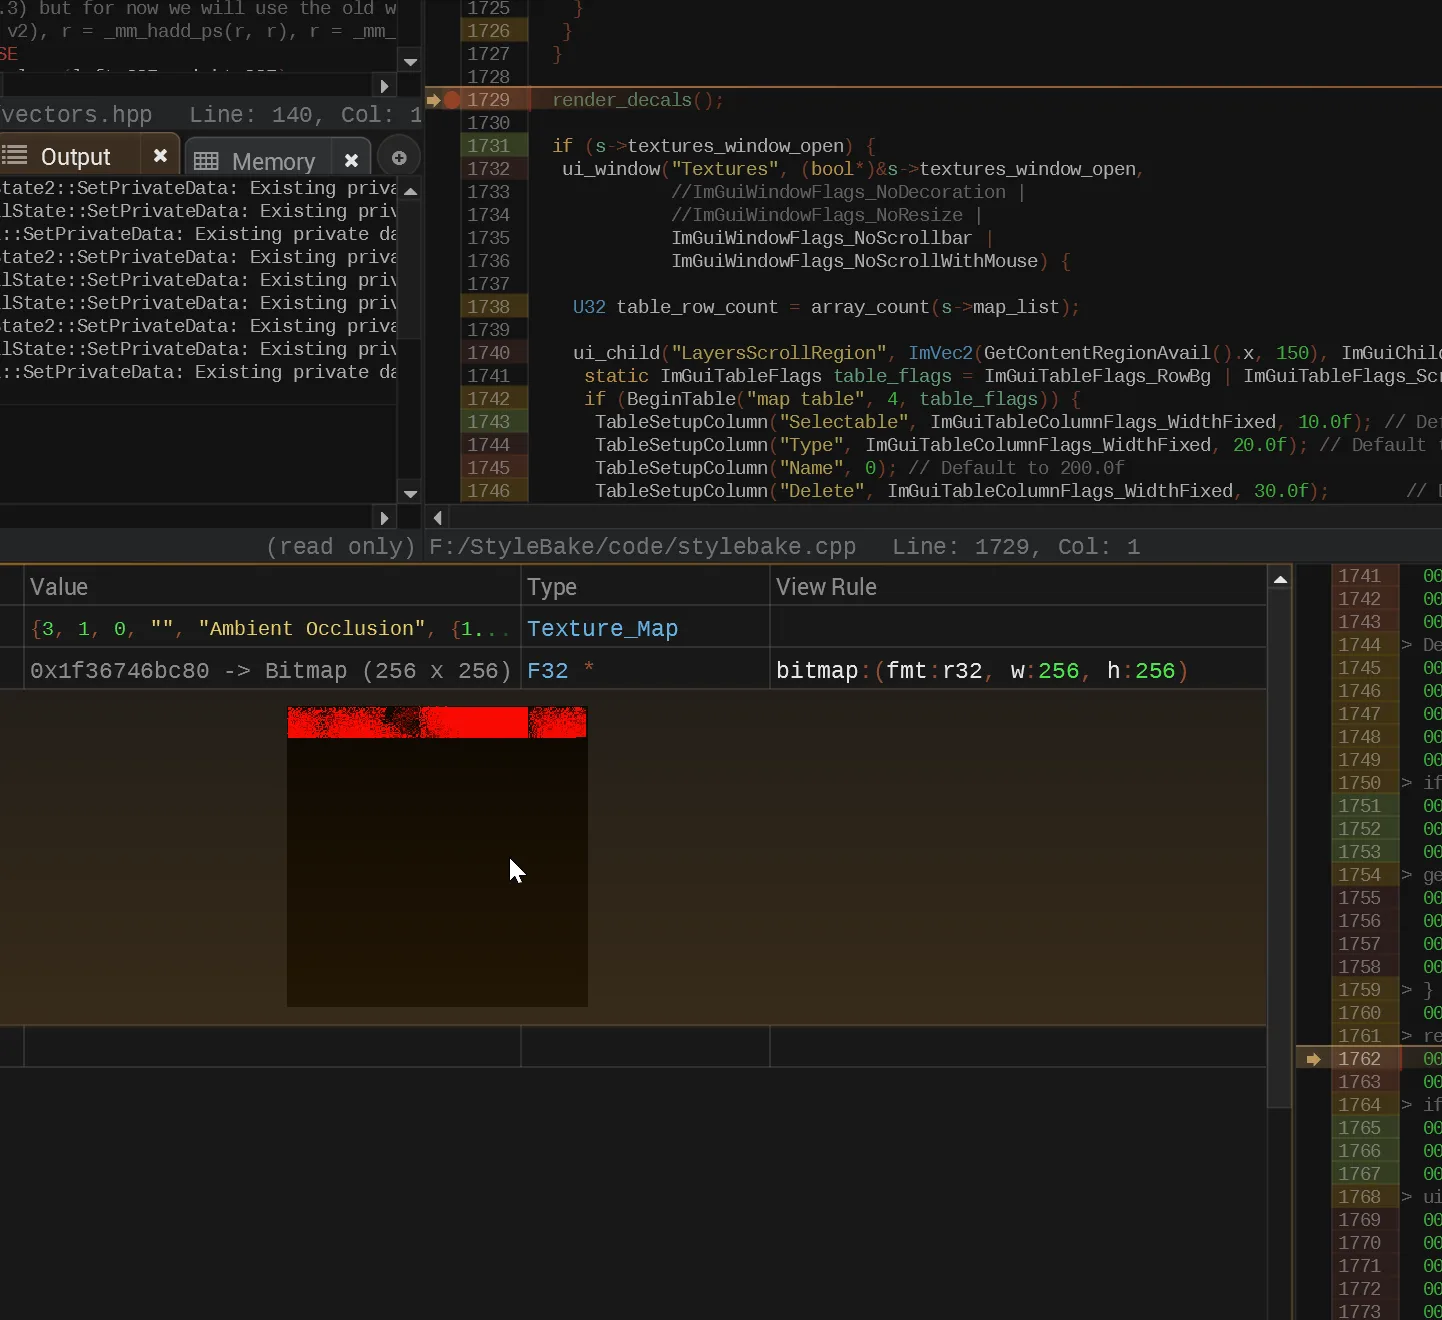 .3) but for now we will use the old w
v2), r = _mm_hadd_ps(r, r), r = _mm_
SE
vectors.hpp Line: 140, Col: 1
Output
Memory
tate2::SetPrivateData: Existing priva
lState::SetPrivateData: Existing priv
::SetPrivateData: Existing private da
tate2::SetPrivateData: Existing priva
lState::SetPrivateData: Existing priv
lState::SetPrivateData: Existing priv
tate2::SetPrivateData: Existing priva
lState::SetPrivateData: Existing priv
::SetPrivateData: Existing private da
(read only)
1725 }
1726 }
1727 }
1728
1729 render_decals();
1730
1731 if (s->textures_window_open) {
1732 ui_window("Textures", (bool*)&s->textures_window_open,
1733 //ImGuiWindowFlags_NoDecoration |
1734 //ImGuiWindowFlags_NoResize |
1735 ImGuiWindowFlags_NoScrollbar |
1736 ImGuiWindowFlags_NoScrollWithMouse) {
1737
1738 U32 table_row_count = array_count(s->map_list);
1739
1740 ui_child("LayersScrollRegion", ImVec2(GetContentRegionAvail().x, 150), ImGuiChil
1741 static ImGuiTableFlags table_flags = ImGuiTableFlags_RowBg | ImGuiTableFlags_Scr
1742 if (BeginTable("map table", 4, table_flags)) {
1743 TableSetupColumn("Selectable", ImGuiTableColumnFlags_WidthFixed, 10.0f); // Def
1744 TableSetupColumn("Type", ImGuiTableColumnFlags_WidthFixed, 20.0f); // Default
1745 TableSetupColumn("Name", 0); // Default to 200.0f
1746 TableSetupColumn("Delete", ImGuiTableColumnFlags_WidthFixed, 30.0f); //
F:/StyleBake/code/stylebake.cpp Line: 1729, Col: 1
Value Type View Rule
{3, 1, 0, "", "Ambient Occlusion", {1... Texture_Map
0x1f36746bc80 -> Bitmap (256 x 256) F32 * bitmap:(fmt:r32, w:256, h:256)
1741 00
1742 00
1743 00
1744 > De
1745 00
1746 00
1747 00
1748 00
1749 00
1750 > if
1751 00
1752 00
1753 00
1754 > ge
1755 00
1756 00
1757 00
1758 00
1759 > }
1760 00
1761 > re
1762 00
1763 00
1764 > if
1765 00
1766 00
1767 00
1768 > ui
1769 00
1770 00
1771 00
1772 00
1773 00